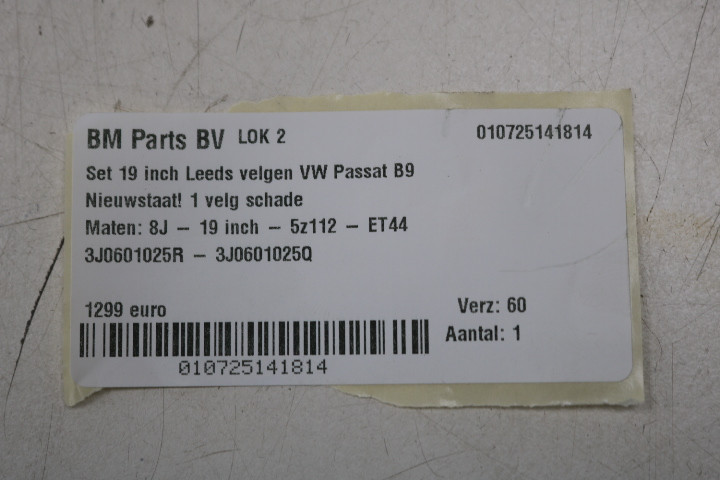 BM Parts BV LOK 2 010725141814
Set 19 inch Leeds velgen VW Passat B9
Nieuwstaat! 1 velg schade
Maten: 8J – 19 inch – 5z112 – ET44
3J0601025R – 3J0601025Q
1299 euro Verz: 60
Aantal: 1
010725141814